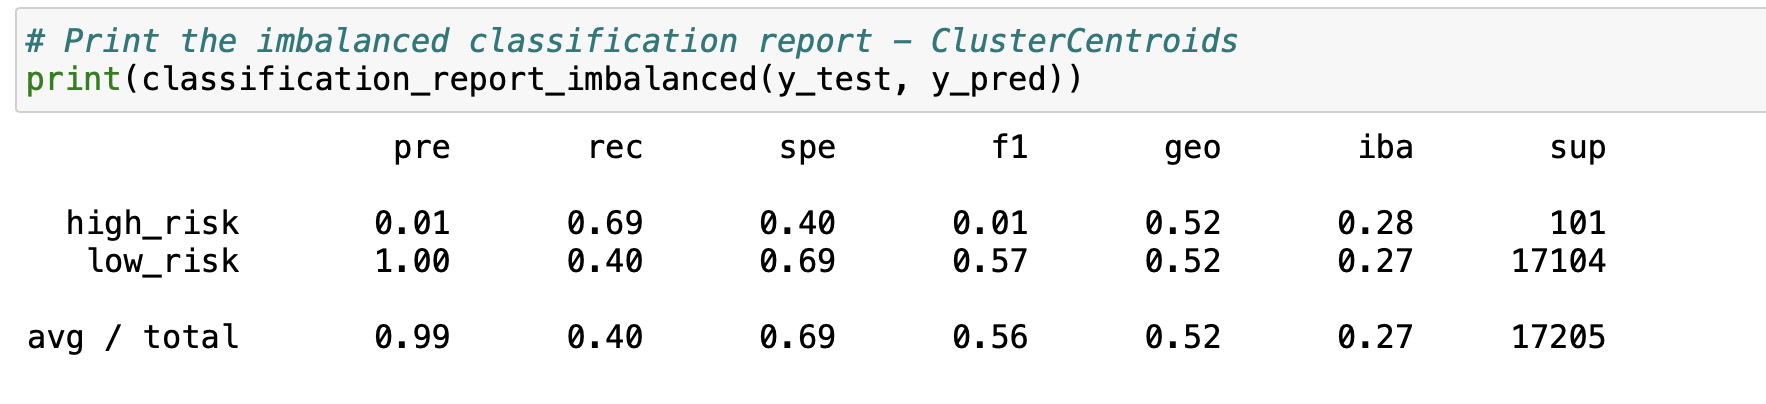 # Print the imbalanced classification report – ClusterCentroids
print(classification_report_imbalanced(y_test, y_pred))
pre rec spe f1 geo iba sup
high_risk 0.01 0.69 0.40 0.01 0.52 0.28 101
low_risk 1.00 0.40 0.69 0.57 0.52 0.27 17104
avg / total 0.99 0.40 0.69 0.56 0.52 0.27 17205